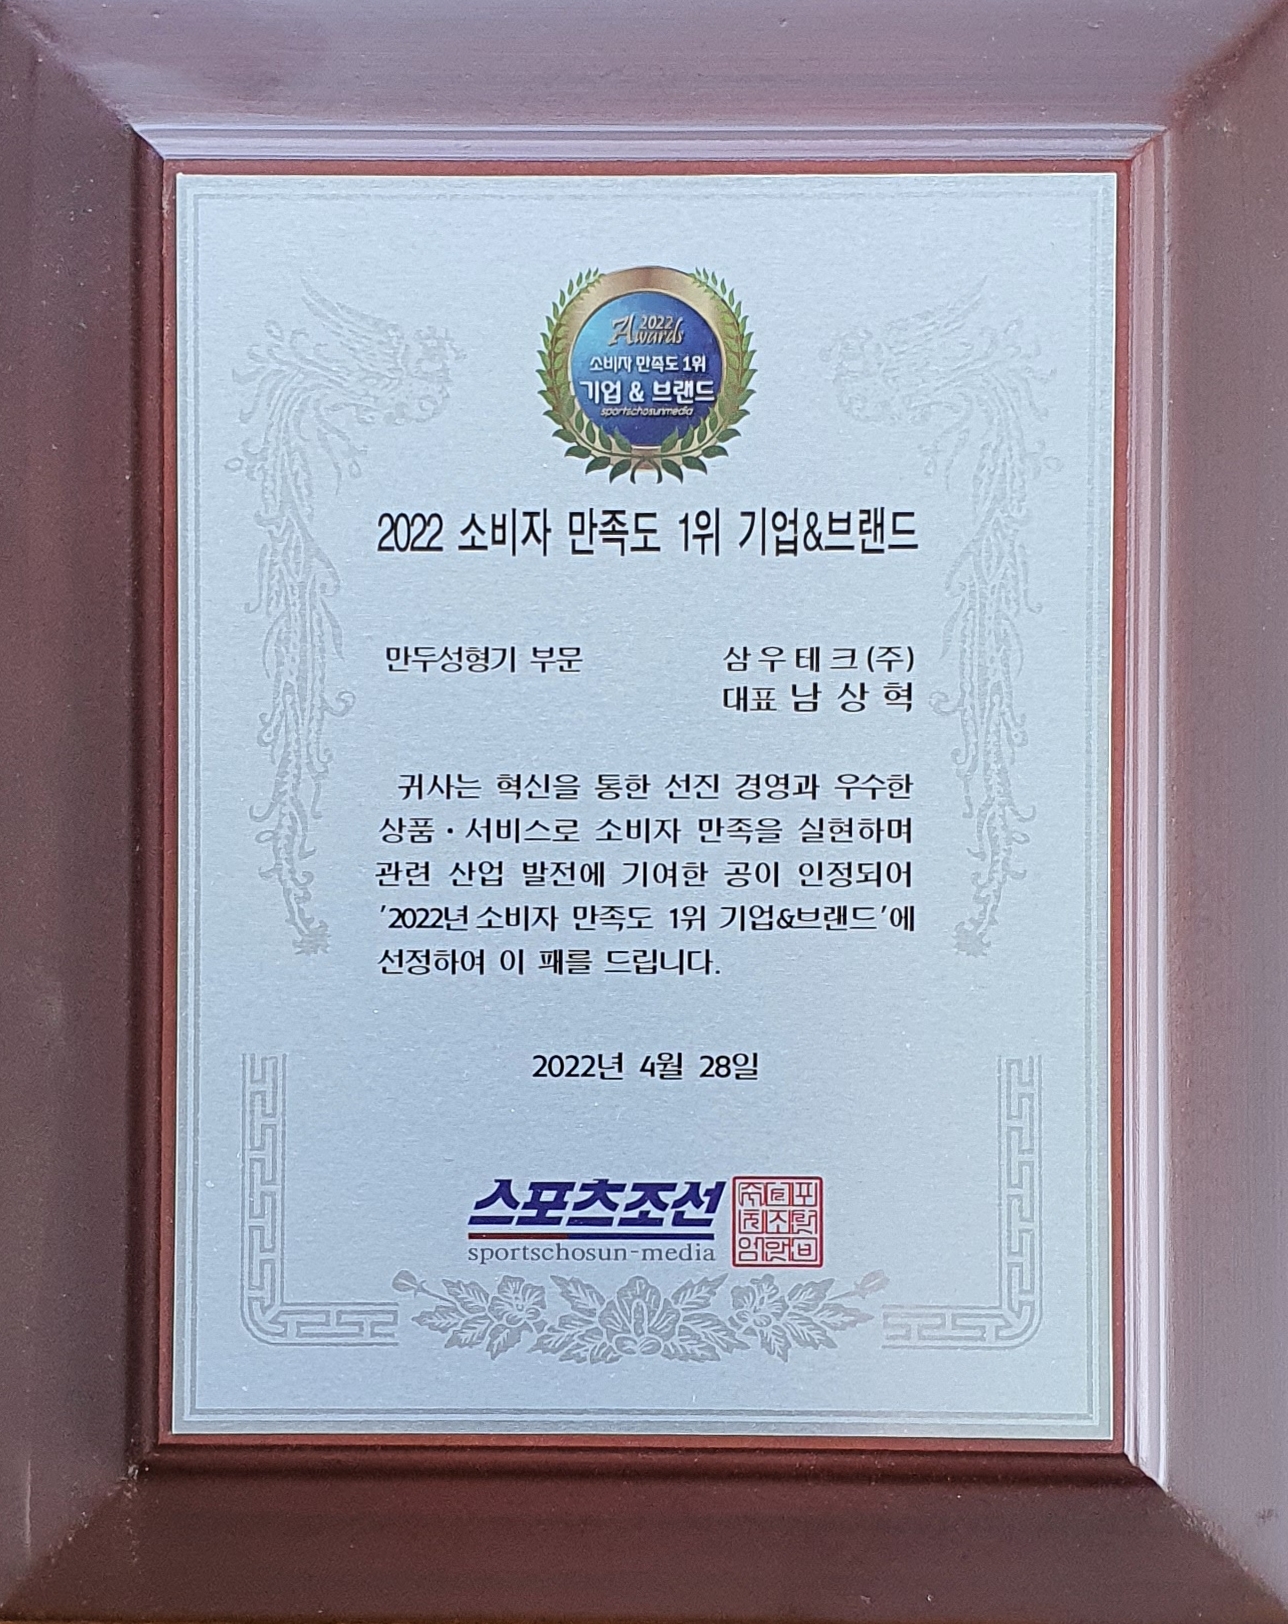 2022
Awards
소비자 만족도 1위
기업 & 브랜드
sportschosunmedia
2022 소비자 만족도 1위 기업&브랜드
만두성형기 부문 삼우테크(주)
대표 남상혁
귀사는 혁신을 통한 선진 경영과 우수한
상품·서비스로 소비자 만족을 실현하며
관련 산업 발전에 기여한 공이 인정되어
'2022년 소비자 만족도 1위 기업&브랜드'에
선정하여 이 패를 드립니다.
2022년 4월 28일
스포츠조선
sportschosun-media